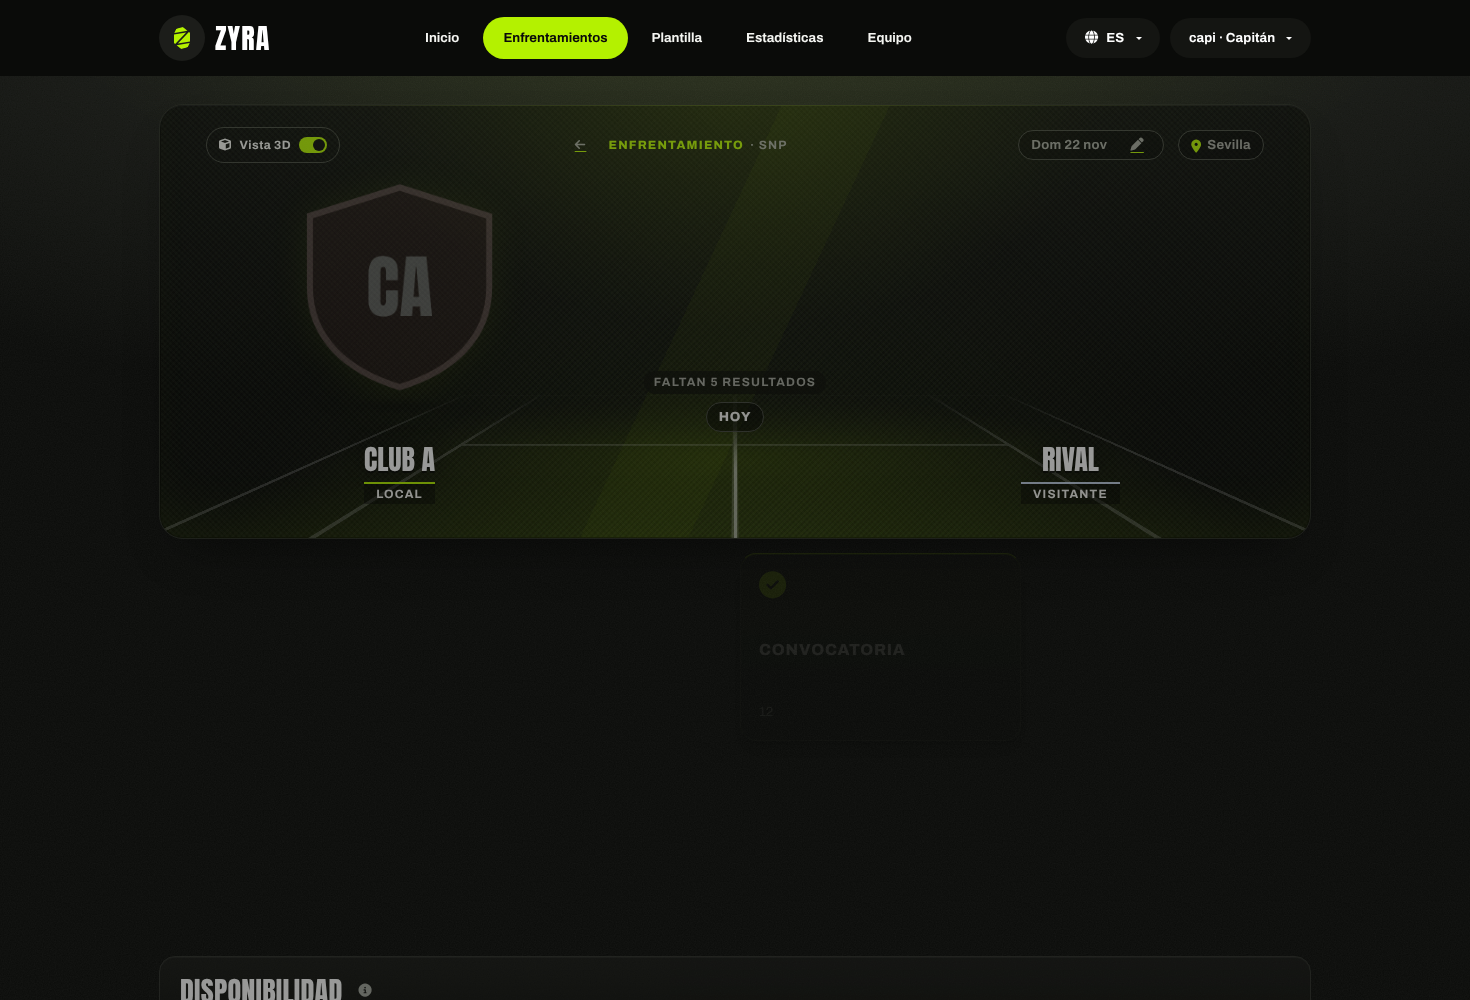 ZYRA
Inicio
Enfrentamientos
Plantilla
Estadísticas
Equipo
ES
capi · Capitán
Vista 3D
ENFRENTAMIENTO · SNP
Dom 22 nov
Sevilla
CA
FALTAN 5 RESULTADOS
HOY
CLUB A
LOCAL
RIVAL
VISITANTE
CONVOCATORIA
12
DISPONIBILIDAD